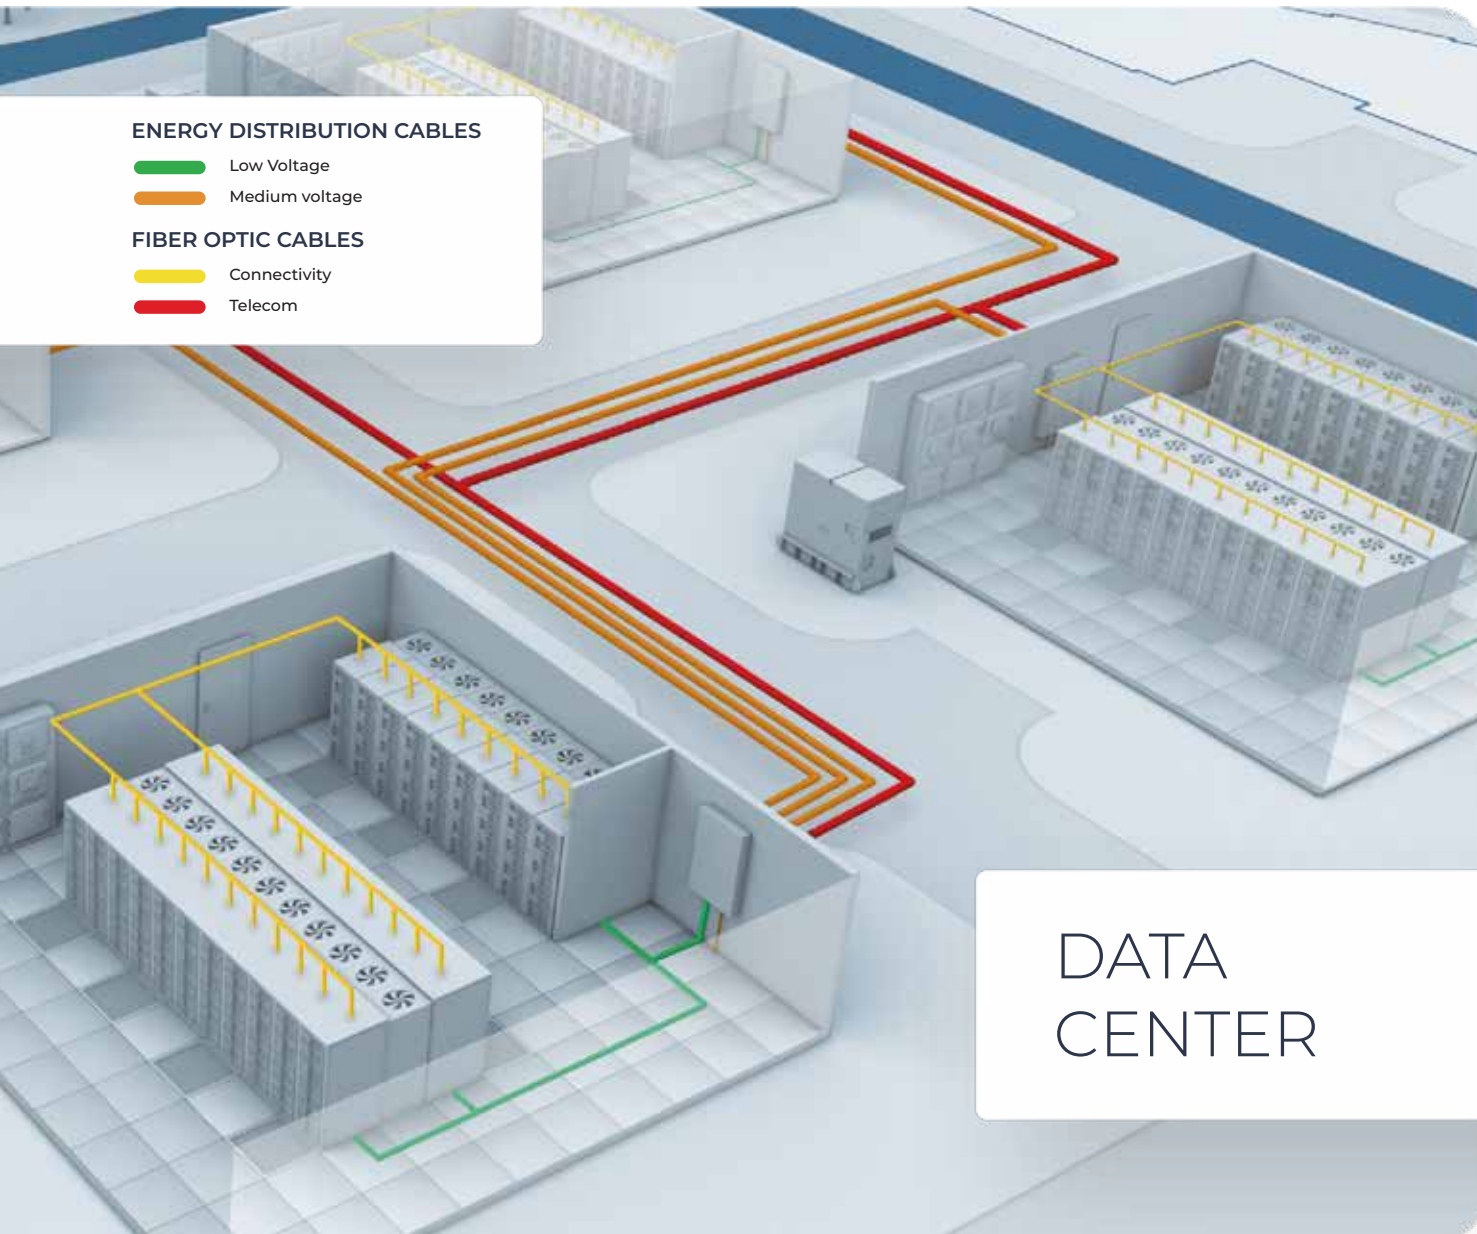 ENERGY DISTRIBUTION CABLES
Low Voltage
Medium voltage
FIBER OPTIC CABLES
Connectivity
Telecom
DATA
CENTER